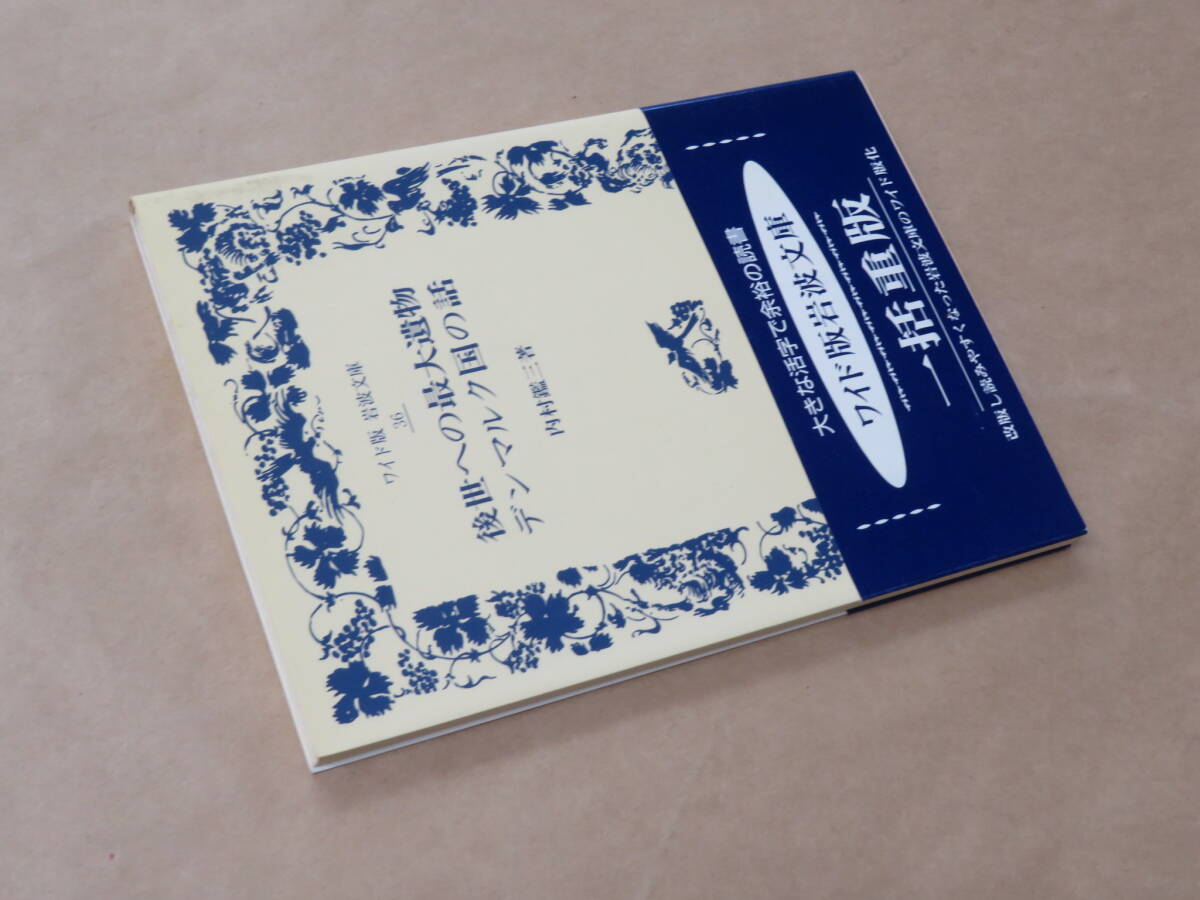 ワイド版 岩波文庫
36
後世への最大遺物
デンマルク国の話
内村鑑三著
大きな活字で余裕の読書
ワイド版岩波文庫
一括重版
改版し読みやすくなった岩波文庫のワイド版化